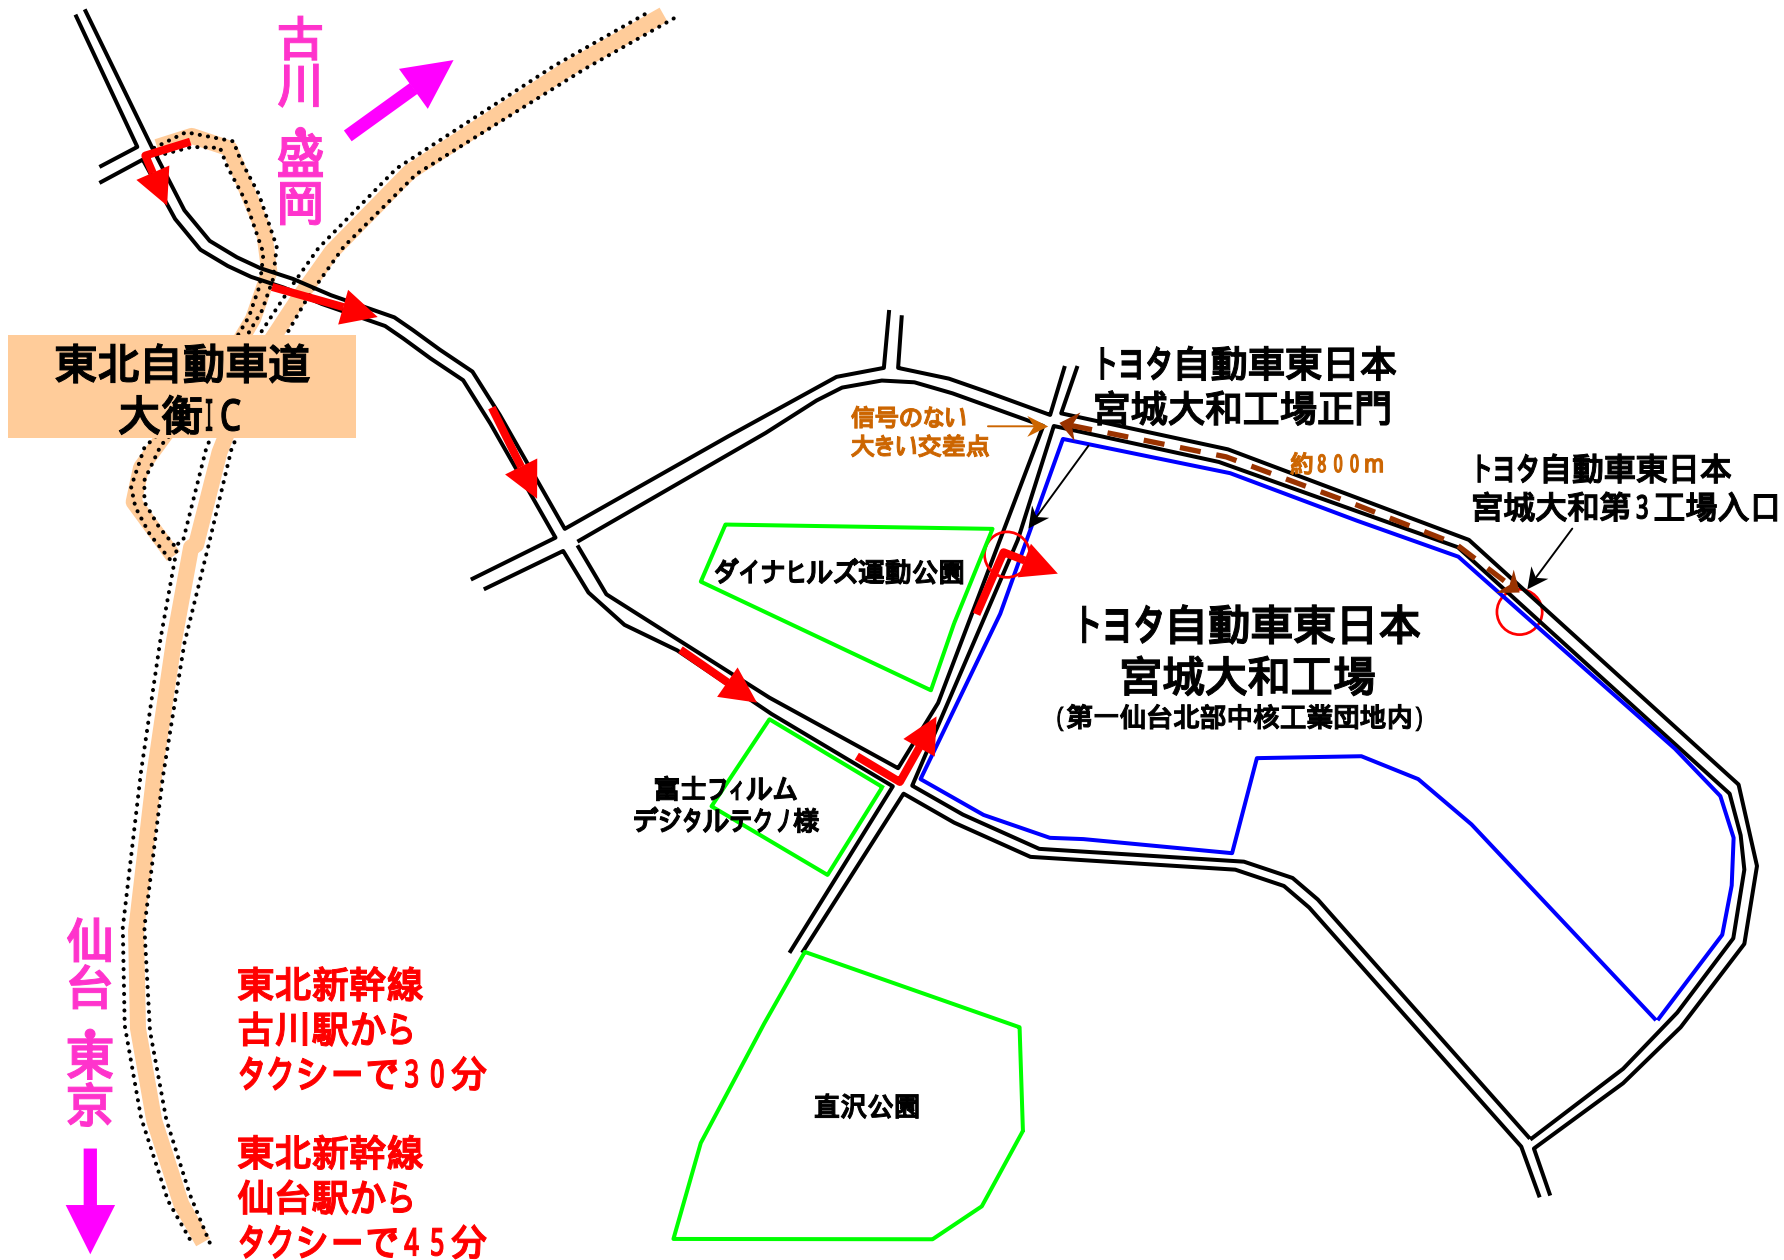 古川・盛岡
東北自動車道
大衡IC
トヨタ自動車東日本
宮城大和工場正門
信号のない
大きい交差点
約800m
トヨタ自動車東日本
宮城大和第3工場入口
ダイナヒルズ運動公園
トヨタ自動車東日本
宮城大和工場
(第一仙台北部中核工業団地内)
富士フィルム
デジタルテクノ様
仙台・東京
東北新幹線
古川駅から
タクシーで30分
東北新幹線
仙台駅から
タクシーで45分
直沢公園